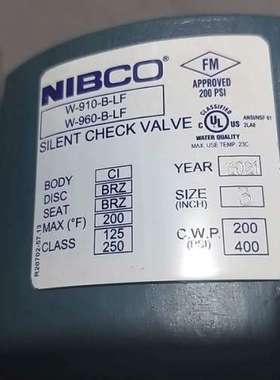 NIBCO®
W-910-B-LF
W-960-B-LF
SILENT CHECK VALVE
FM
APPROVED
200 PSI
CLASSIFIED
UL
US
ANSI/NSF 61
WATER QUALITY
MAX. USE TEMP. 23C
BODY CI
DISC BRZ
SEAT BRZ
MAX (°F) 200
CLASS 125
250
YEAR
SIZE
(INCH)
C.W.P.
(PSI)
200
400